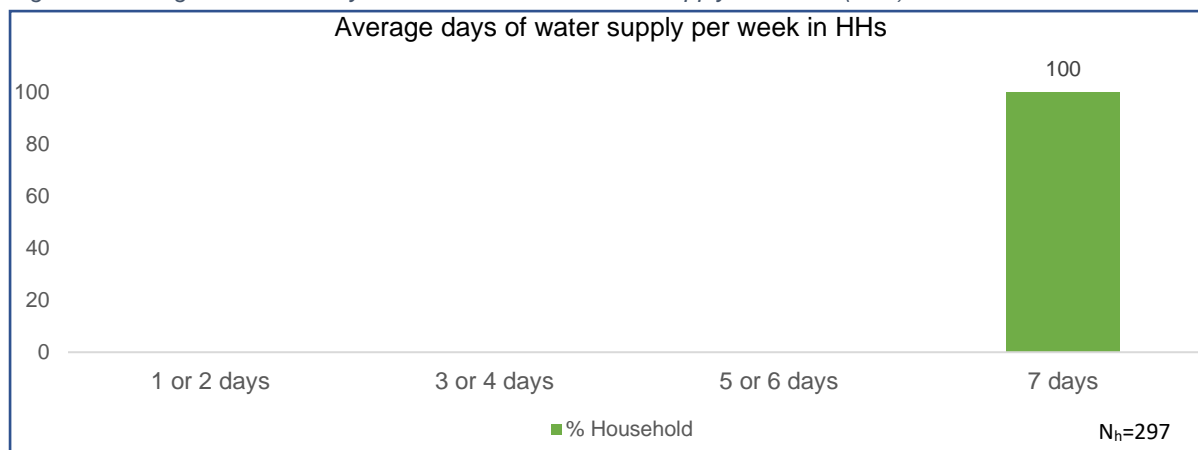 Average days of water supply per week in HHs
100
100
80
60
40
20
0
1 or 2 days 3 or 4 days 5 or 6 days 7 days
% Household
Nₕ=297